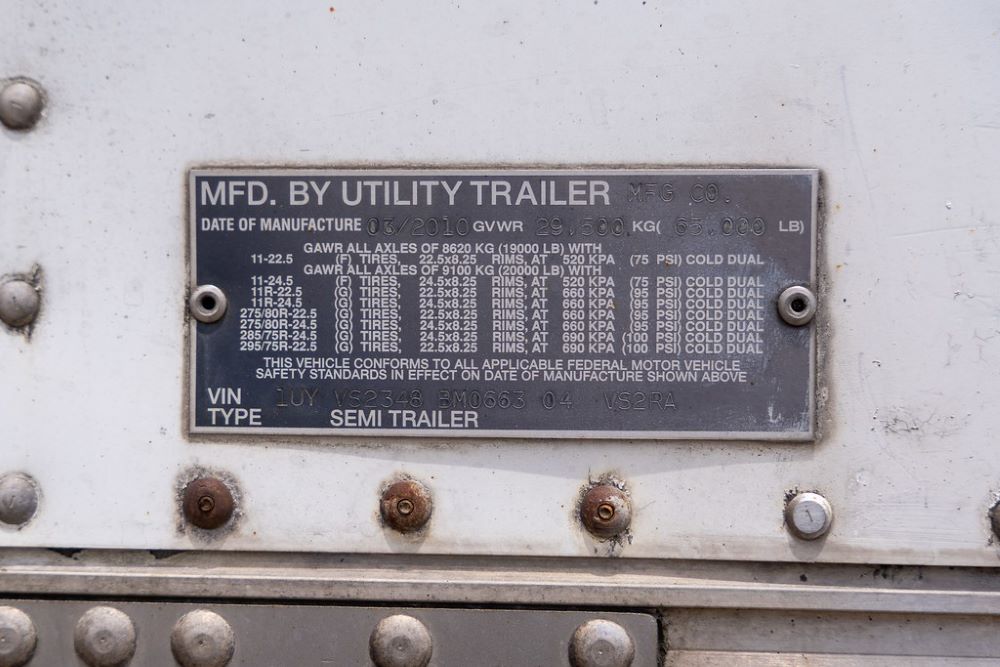 MFD. BY UTILITY TRAILER MFG CO.
DATE OF MANUFACTURE 03/2010 GVWR 29,500 KG( 65,000 LB)
GAWR ALL AXLES OF 8620 KG (19000 LB) WITH
11-22.5 (F) TIRES, 22.5x8.25 RIMS, AT 520 KPA (75 PSI) COLD DUAL
GAWR ALL AXLES OF 9100 KG (20000 LB) WITH
11-24.5 (F) TIRES, 24.5x8.25 RIMS, AT 520 KPA (75 PSI) COLD DUAL
11R-22.5 (G) TIRES, 22.5x8.25 RIMS, AT 660 KPA (95 PSI) COLD DUAL
11R-24.5 (G) TIRES, 24.5x8.25 RIMS, AT 660 KPA (95 PSI) COLD DUAL
275/80R-22.5 (G) TIRES, 22.5x8.25 RIMS, AT 660 KPA (95 PSI) COLD DUAL
275/80R-24.5 (G) TIRES, 24.5x8.25 RIMS, AT 660 KPA (95 PSI) COLD DUAL
285/75R-24.5 (G) TIRES, 24.5x8.25 RIMS, AT 690 KPA (100 PSI) COLD DUAL
295/75R-22.5 (G) TIRES, 22.5x8.25 RIMS, AT 690 KPA (100 PSI) COLD DUAL
THIS VEHICLE CONFORMS TO ALL APPLICABLE FEDERAL MOTOR VEHICLE
SAFETY STANDARDS IN EFFECT ON DATE OF MANUFACTURE SHOWN ABOVE
VIN 1UY VS2348 3M0663 04 VS2RA
TYPE SEMI TRAILER